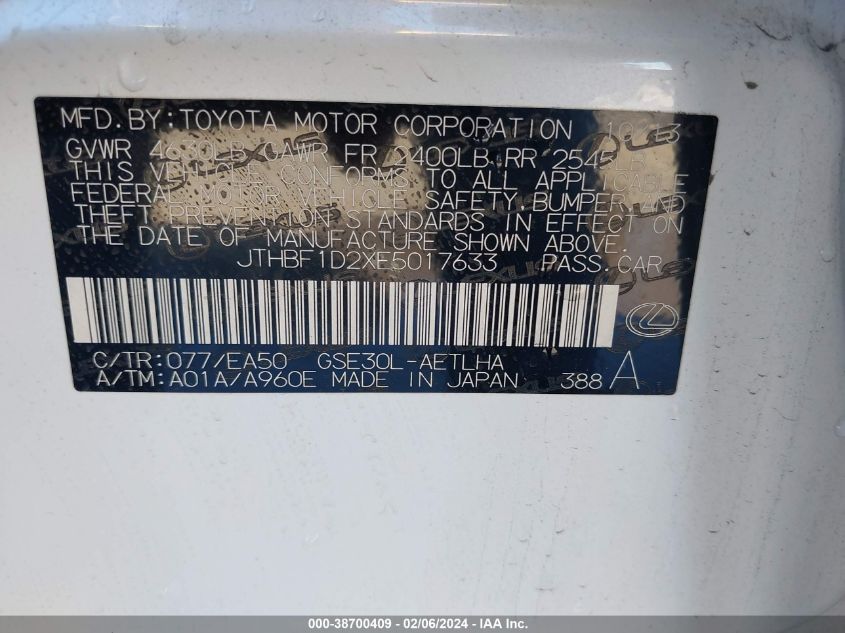 MFD.BY:TOYOTA MOTOR CORPORATION
GVWR 4630LB GAWR FR 2400LB RR
THIS VEHICLE CONFORMS TO ALL APPLICABLE
FEDERAL MOTOR VEHICLE SAFETY,BUMPER,AND
THEFT PREVENTION STANDARDS IN EFFECT ON
THE DATE OF MANUFACTURE SHOWN ABOVE.
JTHBF1D2XE5017633 PASS.CAR
C/TR:077/EA50 GSE30L-AETLHA
A/TM:A01A/A960E MADE IN JAPAN 388 A
000-38700409 - 02/06/2024 - IAA Inc.